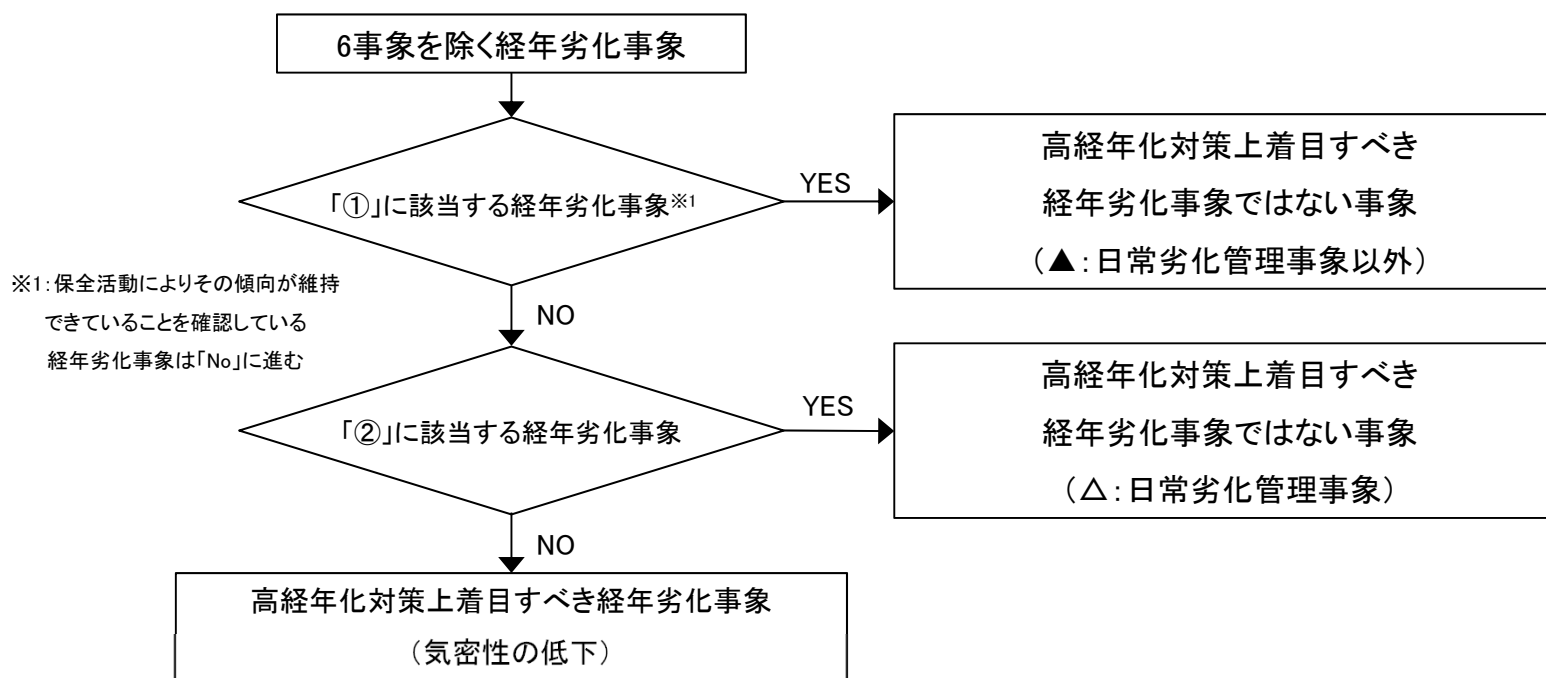 6事象を除く経年劣化事象
「①」に該当する経年劣化事象※1
YES
高経年化対策上着目すべき
経年劣化事象ではない事象
(▲:日常劣化管理事象以外)
※1:保全活動によりその傾向が維持
できていることを確認している
経年劣化事象は「No」に進む
NO
「②」に該当する経年劣化事象
YES
高経年化対策上着目すべき
経年劣化事象ではない事象
(△:日常劣化管理事象)
NO
高経年化対策上着目すべき経年劣化事象
(気密性の低下)